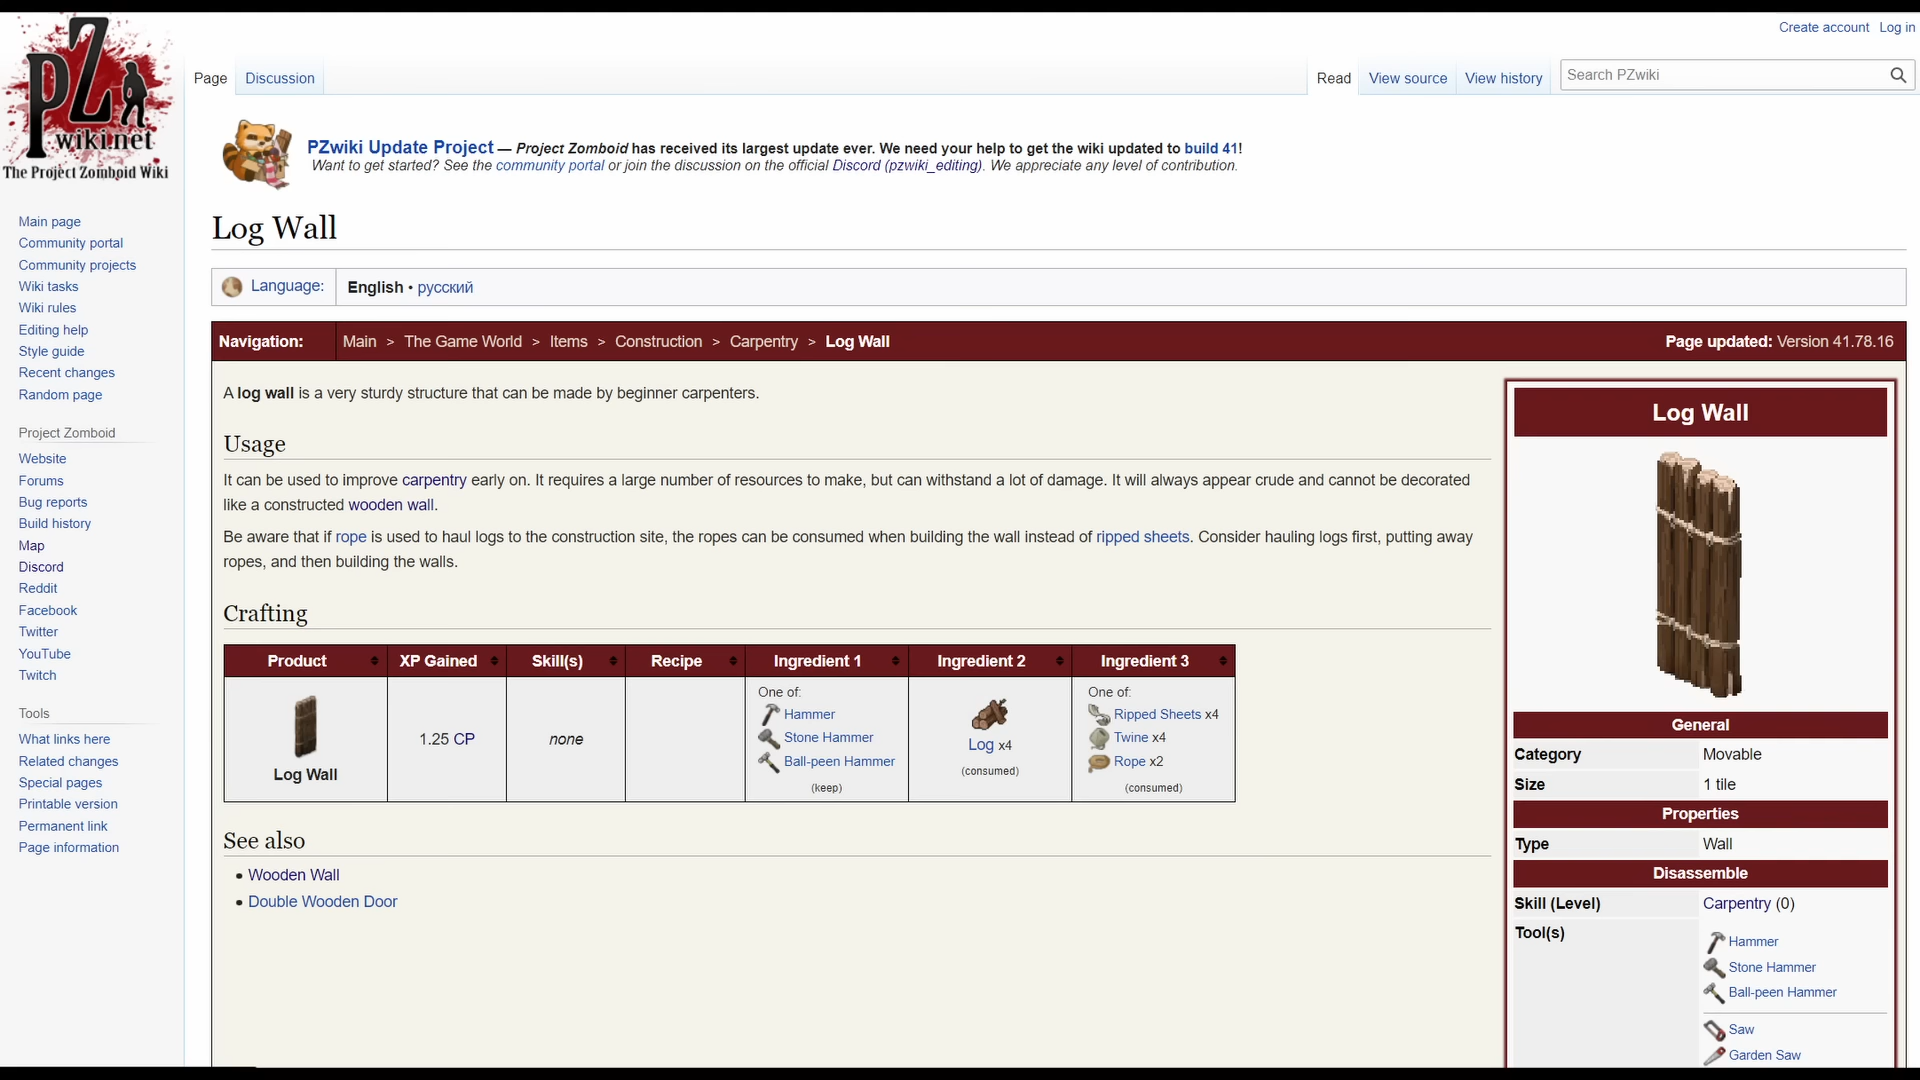 Create account Log in
PZ
wiki.net
The Project Zomboid Wiki
Page Discussion Read View source View history Search PZwiki
PZwiki Update Project — Project Zomboid has received its largest update ever. We need your help to get the wiki updated to build 41!
Want to get started? See the community portal or join the discussion on the official Discord (pzwiki_editing). We appreciate any level of contribution.
Main page
Community portal
Community projects
Wiki tasks
Wiki rules
Editing help
Style guide
Recent changes
Random page
Project Zomboid
Website
Forums
Bug reports
Build history
Map
Discord
Reddit
Facebook
Twitter
YouTube
Twitch
Tools
What links here
Related changes
Special pages
Printable version
Permanent link
Page information
Log Wall
Language: English • русский
Navigation: Main > The Game World > Items > Construction > Carpentry > Log Wall Page updated: Version 41.78.16
A log wall is a very sturdy structure that can be made by beginner carpenters.
Usage
It can be used to improve carpentry early on. It requires a large number of resources to make, but can withstand a lot of damage. It will always appear crude and cannot be decorated
like a constructed wooden wall.
Be aware that if rope is used to haul logs to the construction site, the ropes can be consumed when building the wall instead of ripped sheets. Consider hauling logs first, putting away
ropes, and then building the walls.
Crafting
Product XP Gained Skill(s) Recipe Ingredient 1 Ingredient 2 Ingredient 3
Log Wall
1.25 CP
none
One of:
Hammer
Stone Hammer
Ball-peen Hammer
(keep)
Log x4
(consumed)
One of:
Ripped Sheets x4
Twine x4
Rope x2
(consumed)
See also
• Wooden Wall
• Double Wooden Door
Log Wall
General
Category Movable
Size 1 tile
Properties
Type Wall
Disassemble
Skill (Level) Carpentry (0)
Tool(s) Hammer
Stone Hammer
Ball-peen Hammer
Saw
Garden Saw